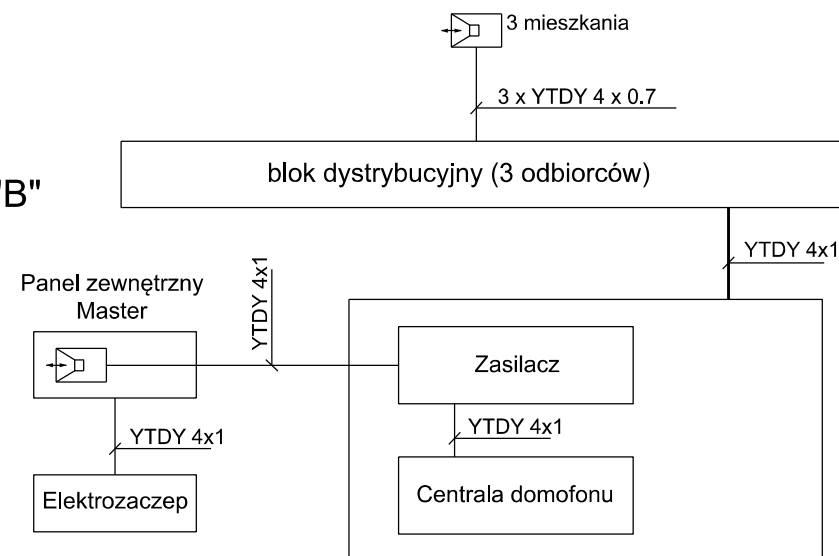 3 mieszkania
3 x YTDY 4 x 0.7
blok dystrybucyjny (3 odbiorców)
"B"
YTDY 4x1
Panel zewnętrzny
Master
YTDY 4x1
Zasilacz
YTDY 4x1
YTDY 4x1
Elektrozaczep
Centrala domofonu